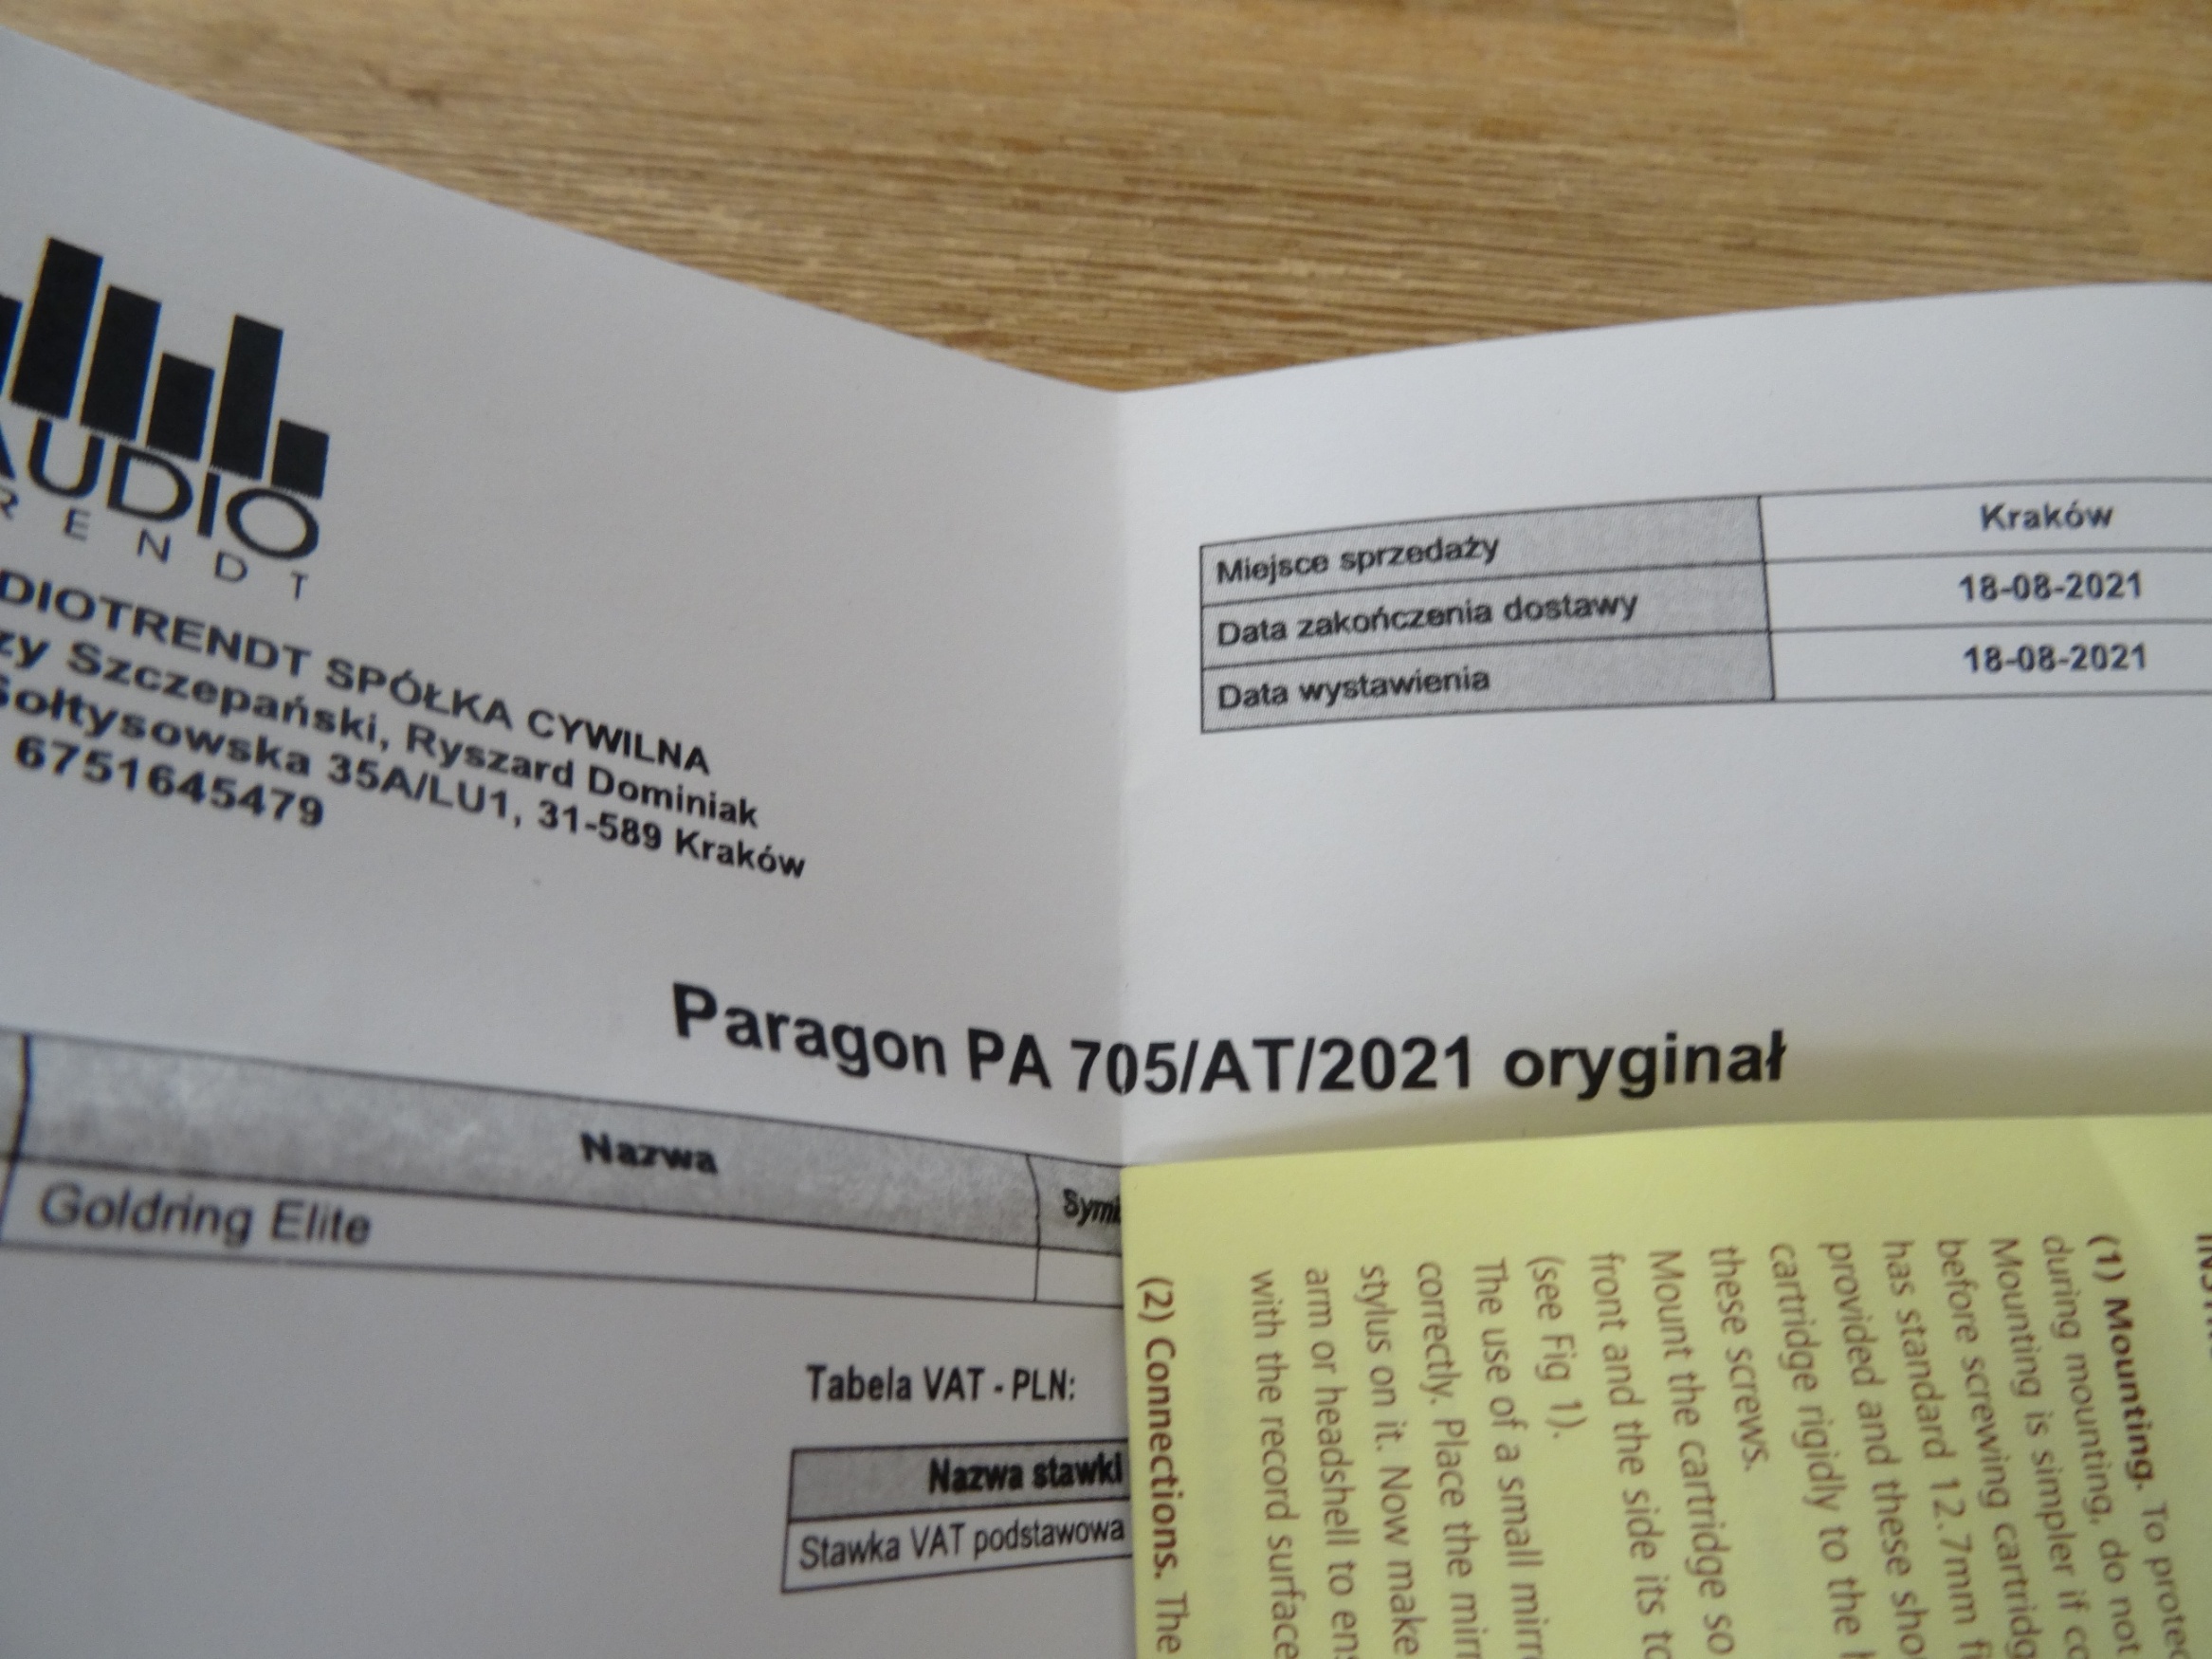 AUDIO
RENDT
DIOTRENDT SPÓŁKA CYWILNA
zy Szczepański, Ryszard Dominiak
Sołtysowska 35A/LU1, 31-589 Kraków
6751645479
Miejsce sprzedaży Kraków
Data zakończenia dostawy 18-08-2021
Data wystawienia 18-08-2021
Paragon PA 705/AT/2021 oryginał
Nazwa Symb
Goldring Elite
Tabela VAT - PLN:
Nazwa stawki
Stawka VAT podstawowa
(1) Mounting. To protec
during mounting, do not
Mounting is simpler if co
before screwing cartridg
has standard 12.7mm fi
provided and these sho
cartridge rigidly to the h
these screws.
Mount the cartridge so
front and the side its to
(see Fig 1).
The use of a small mirro
correctly. Place the mirr
stylus on it. Now make
arm or headshell to ens
with the record surface
(2) Connections. The